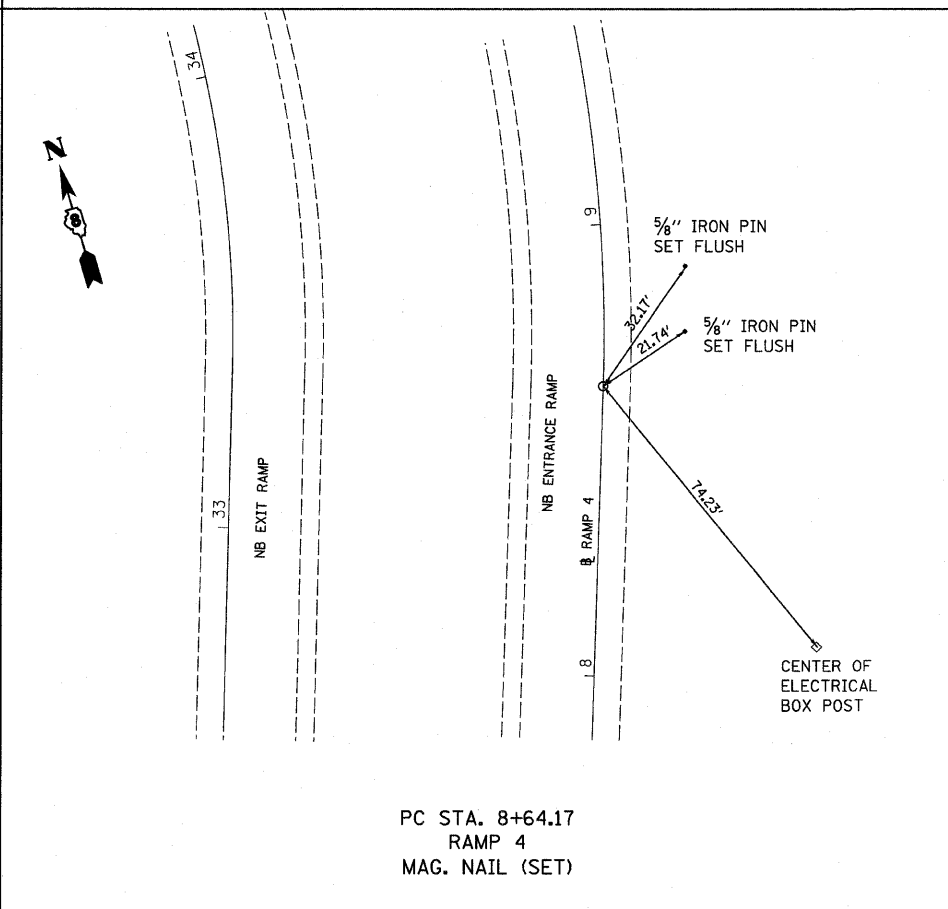 34
N
8
9
5/8" IRON PIN
SET FLUSH
32.17'
5/8" IRON PIN
SET FLUSH
21.74'
NB ENTRANCE RAMP
NB EXIT RAMP
33
74.23'
RAMP 4
8
CENTER OF
ELECTRICAL
BOX POST
PC STA. 8+64.17
RAMP 4
MAG. NAIL (SET)